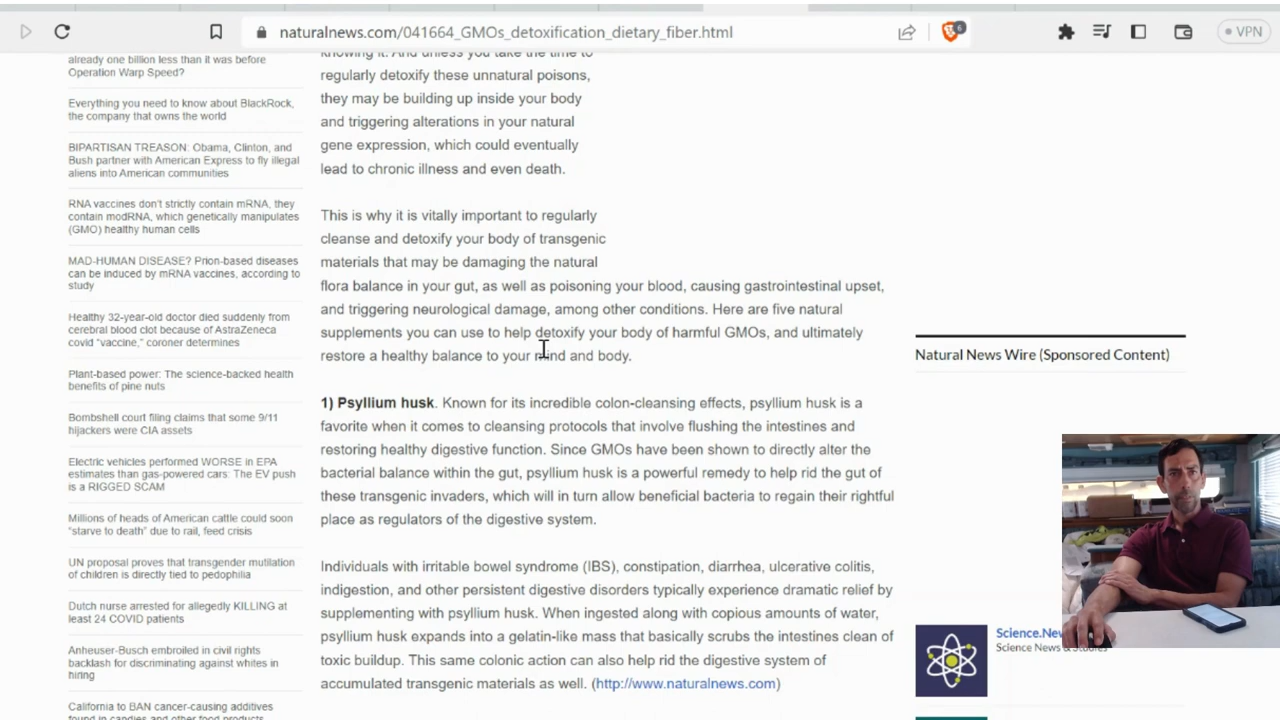 naturalnews.com/041664_GMOs_detoxification_dietary_fiber.html
6
VPN
already one billion less than it was before
Operation Warp Speed?
Everything you need to know about BlackRock,
the company that owns the world
BIPARTISAN TREASON: Obama, Clinton, and
Bush partner with American Express to fly illegal
aliens into American communities
RNA vaccines don't strictly contain mRNA, they
contain modRNA, which genetically manipulates
(GMO) healthy human cells
MAD-HUMAN DISEASE? Prion-based diseases
can be induced by mRNA vaccines, according to
study
Healthy 32-year-old doctor died suddenly from
cerebral blood clot because of AstraZeneca
covid “vaccine,” coroner determines
Plant-based power: The science-backed health
benefits of pine nuts
Bombshell court filing claims that some 9/11
hijackers were CIA assets
Electric vehicles performed WORSE in EPA
estimates than gas-powered cars: The EV push
is a RIGGED SCAM
Millions of heads of American cattle could soon
“starve to death” due to rail, feed crisis
UN proposal proves that transgender mutilation
of children is directly tied to pedophilia
Dutch nurse arrested for allegedly KILLING at
least 24 COVID patients
Anheuser-Busch embroiled in civil rights
backlash for discriminating against whites in
hiring
California to BAN cancer-causing additives
found in candies and other food products
knowing it. And unless you take the time to
regularly detoxify these unnatural poisons,
they may be building up inside your body
and triggering alterations in your natural
gene expression, which could eventually
lead to chronic illness and even death.
This is why it is vitally important to regularly
cleanse and detoxify your body of transgenic
materials that may be damaging the natural
flora balance in your gut, as well as poisoning your blood, causing gastrointestinal upset,
and triggering neurological damage, among other conditions. Here are five natural
supplements you can use to help detoxify your body of harmful GMOs, and ultimately
restore a healthy balance to your mind and body.
1) Psyllium husk. Known for its incredible colon-cleansing effects, psyllium husk is a
favorite when it comes to cleansing protocols that involve flushing the intestines and
restoring healthy digestive function. Since GMOs have been shown to directly alter the
bacterial balance within the gut, psyllium husk is a powerful remedy to help rid the gut of
these transgenic invaders, which will in turn allow beneficial bacteria to regain their rightful
place as regulators of the digestive system.
Individuals with irritable bowel syndrome (IBS), constipation, diarrhea, ulcerative colitis,
indigestion, and other persistent digestive disorders typically experience dramatic relief by
supplementing with psyllium husk. When ingested along with copious amounts of water,
psyllium husk expands into a gelatin-like mass that basically scrubs the intestines clean of
toxic buildup. This same colonic action can also help rid the digestive system of
accumulated transgenic materials as well. (http://www.naturalnews.com)
Natural News Wire (Sponsored Content)
Science.New
Science News & Studies